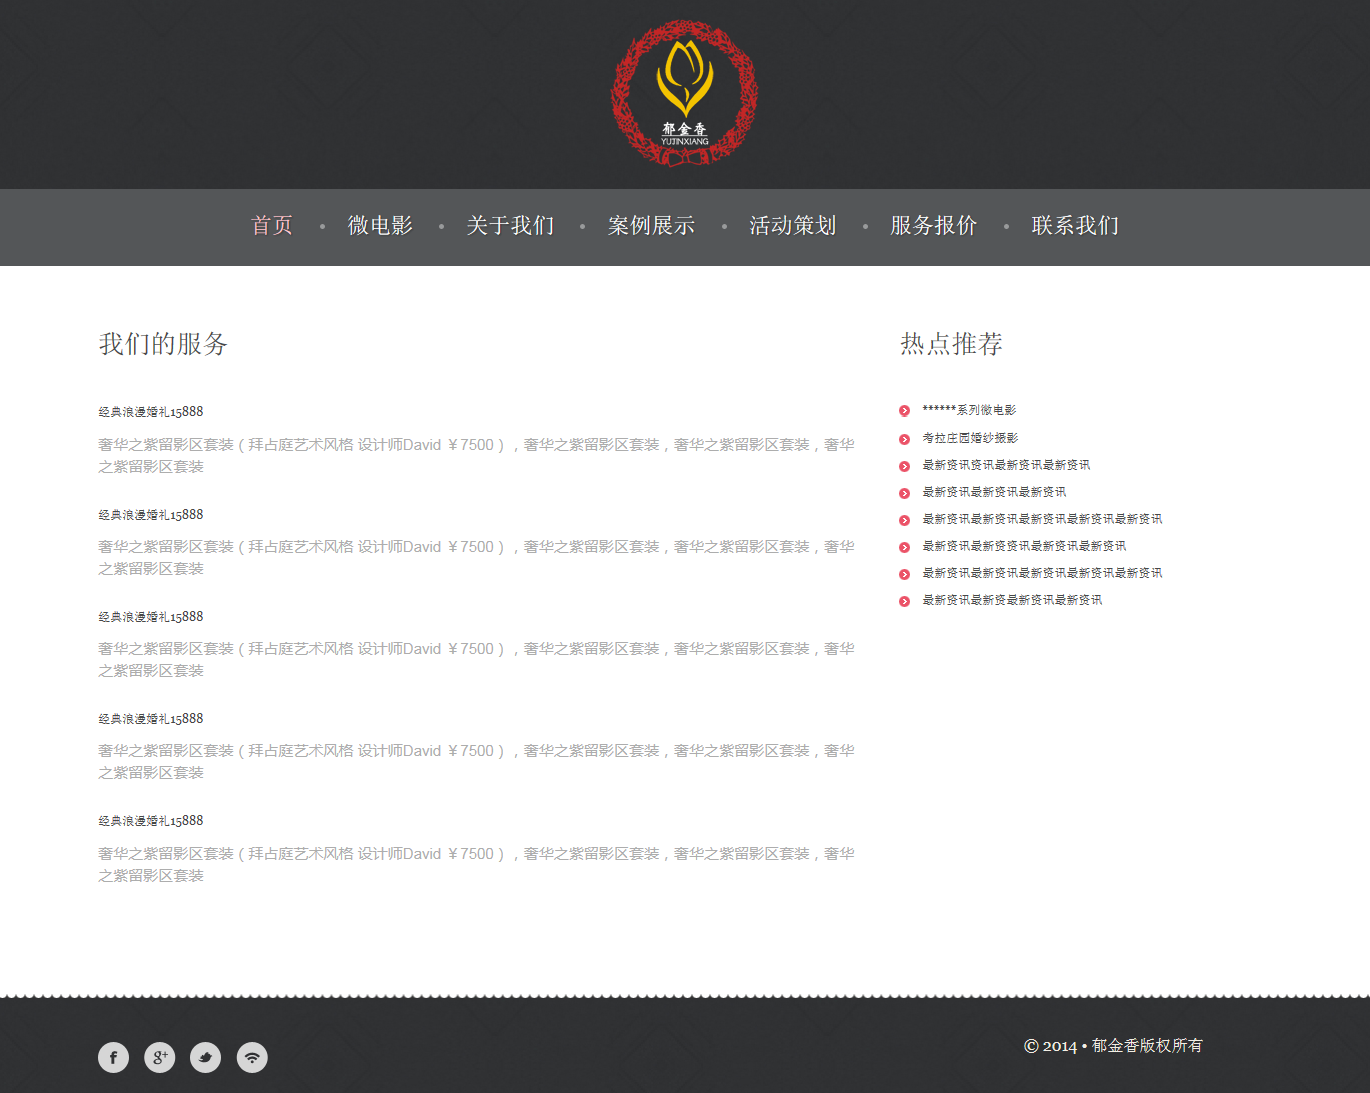 郁金香
YUJINXIANG
首页 • 微电影 • 关于我们 • 案例展示 • 活动策划 • 服务报价 • 联系我们
我们的服务
经典浪漫婚礼15888
奢华之紫留影区套装（拜占庭艺术风格 设计师David ￥7500），奢华之紫留影区套装，奢华之紫留影区套装，奢华
之紫留影区套装
经典浪漫婚礼15888
奢华之紫留影区套装（拜占庭艺术风格 设计师David ￥7500），奢华之紫留影区套装，奢华之紫留影区套装，奢华
之紫留影区套装
经典浪漫婚礼15888
奢华之紫留影区套装（拜占庭艺术风格 设计师David ￥7500），奢华之紫留影区套装，奢华之紫留影区套装，奢华
之紫留影区套装
经典浪漫婚礼15888
奢华之紫留影区套装（拜占庭艺术风格 设计师David ￥7500），奢华之紫留影区套装，奢华之紫留影区套装，奢华
之紫留影区套装
经典浪漫婚礼15888
奢华之紫留影区套装（拜占庭艺术风格 设计师David ￥7500），奢华之紫留影区套装，奢华之紫留影区套装，奢华
之紫留影区套装
热点推荐
******系列微电影
考拉庄园婚纱摄影
最新资讯资讯最新资讯最新资讯
最新资讯最新资讯最新资讯
最新资讯最新资讯最新资讯最新资讯最新资讯
最新资讯最新资资讯最新资讯最新资讯
最新资讯最新资讯最新资讯最新资讯最新资讯
最新资讯最新资最新资讯最新资讯
© 2014 • 郁金香版权所有